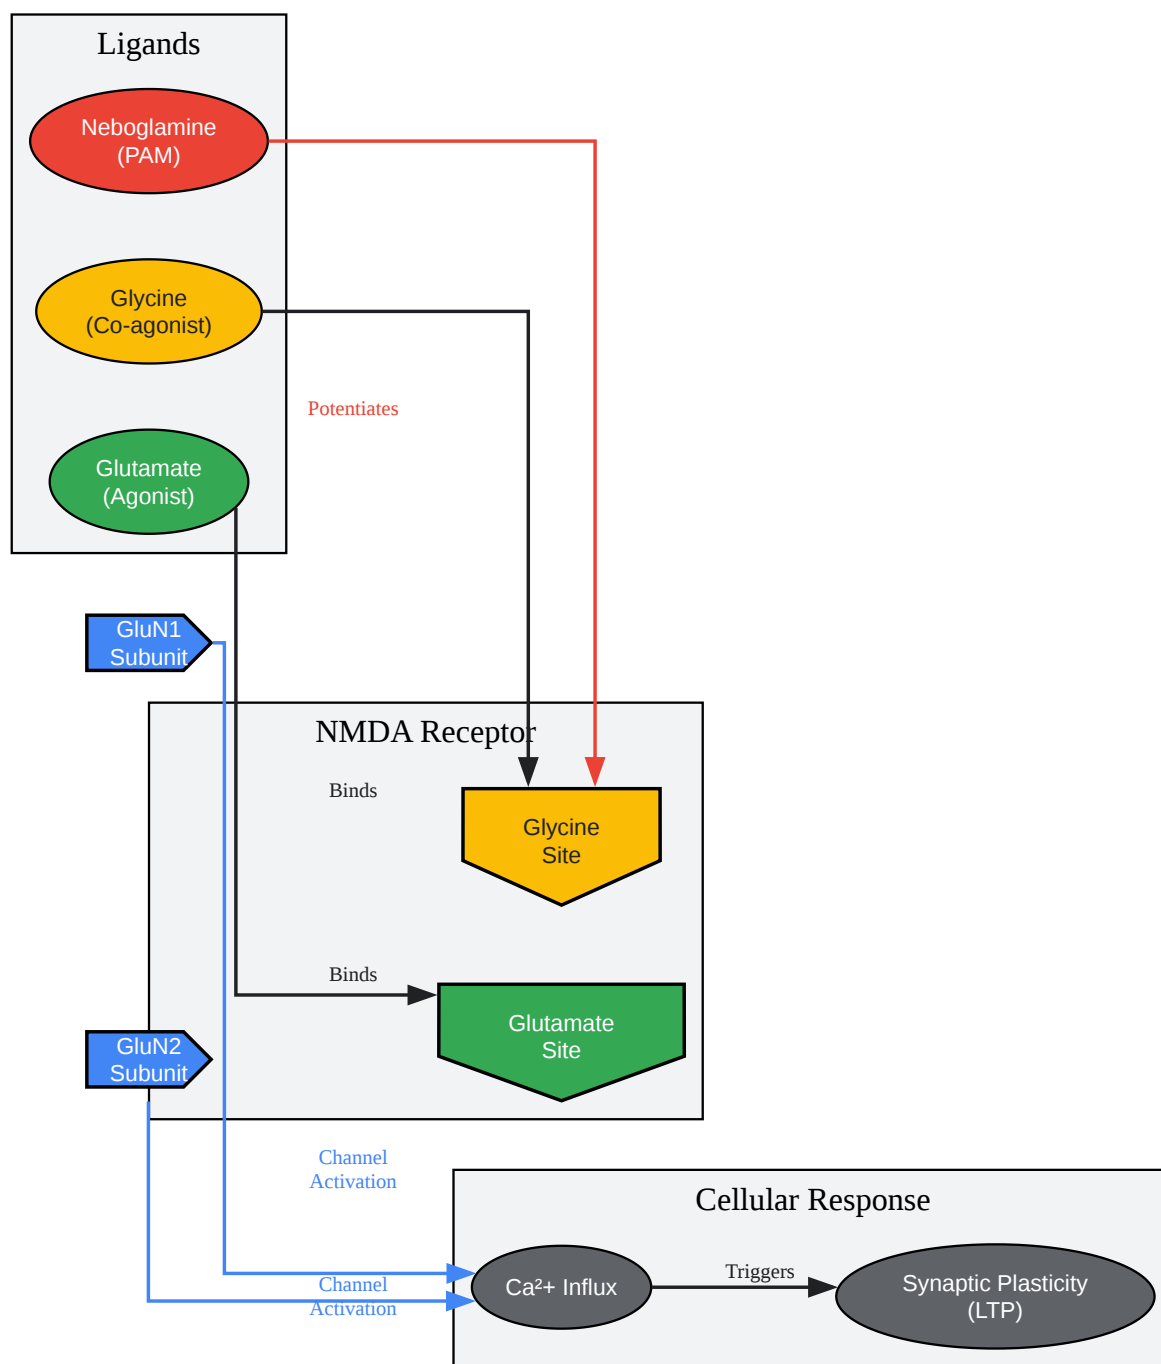 Ligands
Neboglamine
(PAM)
Glycine
(Co-agonist)
Potentiates
Glutamate
(Agonist)
GluN1
Subunit
NMDA Receptor
Binds
Glycine
Site
Binds
Glutamate
Site
GluN2
Subunit
Channel
Activation
Cellular Response
Channel
Activation
Ca²+ Influx
Triggers
Synaptic Plasticity
(LTP)